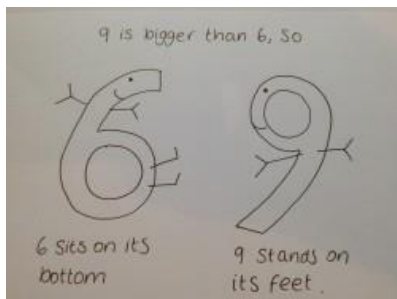 9 is bigger than 6, so
6 sits on its
bottom
9 stands on
its feet.